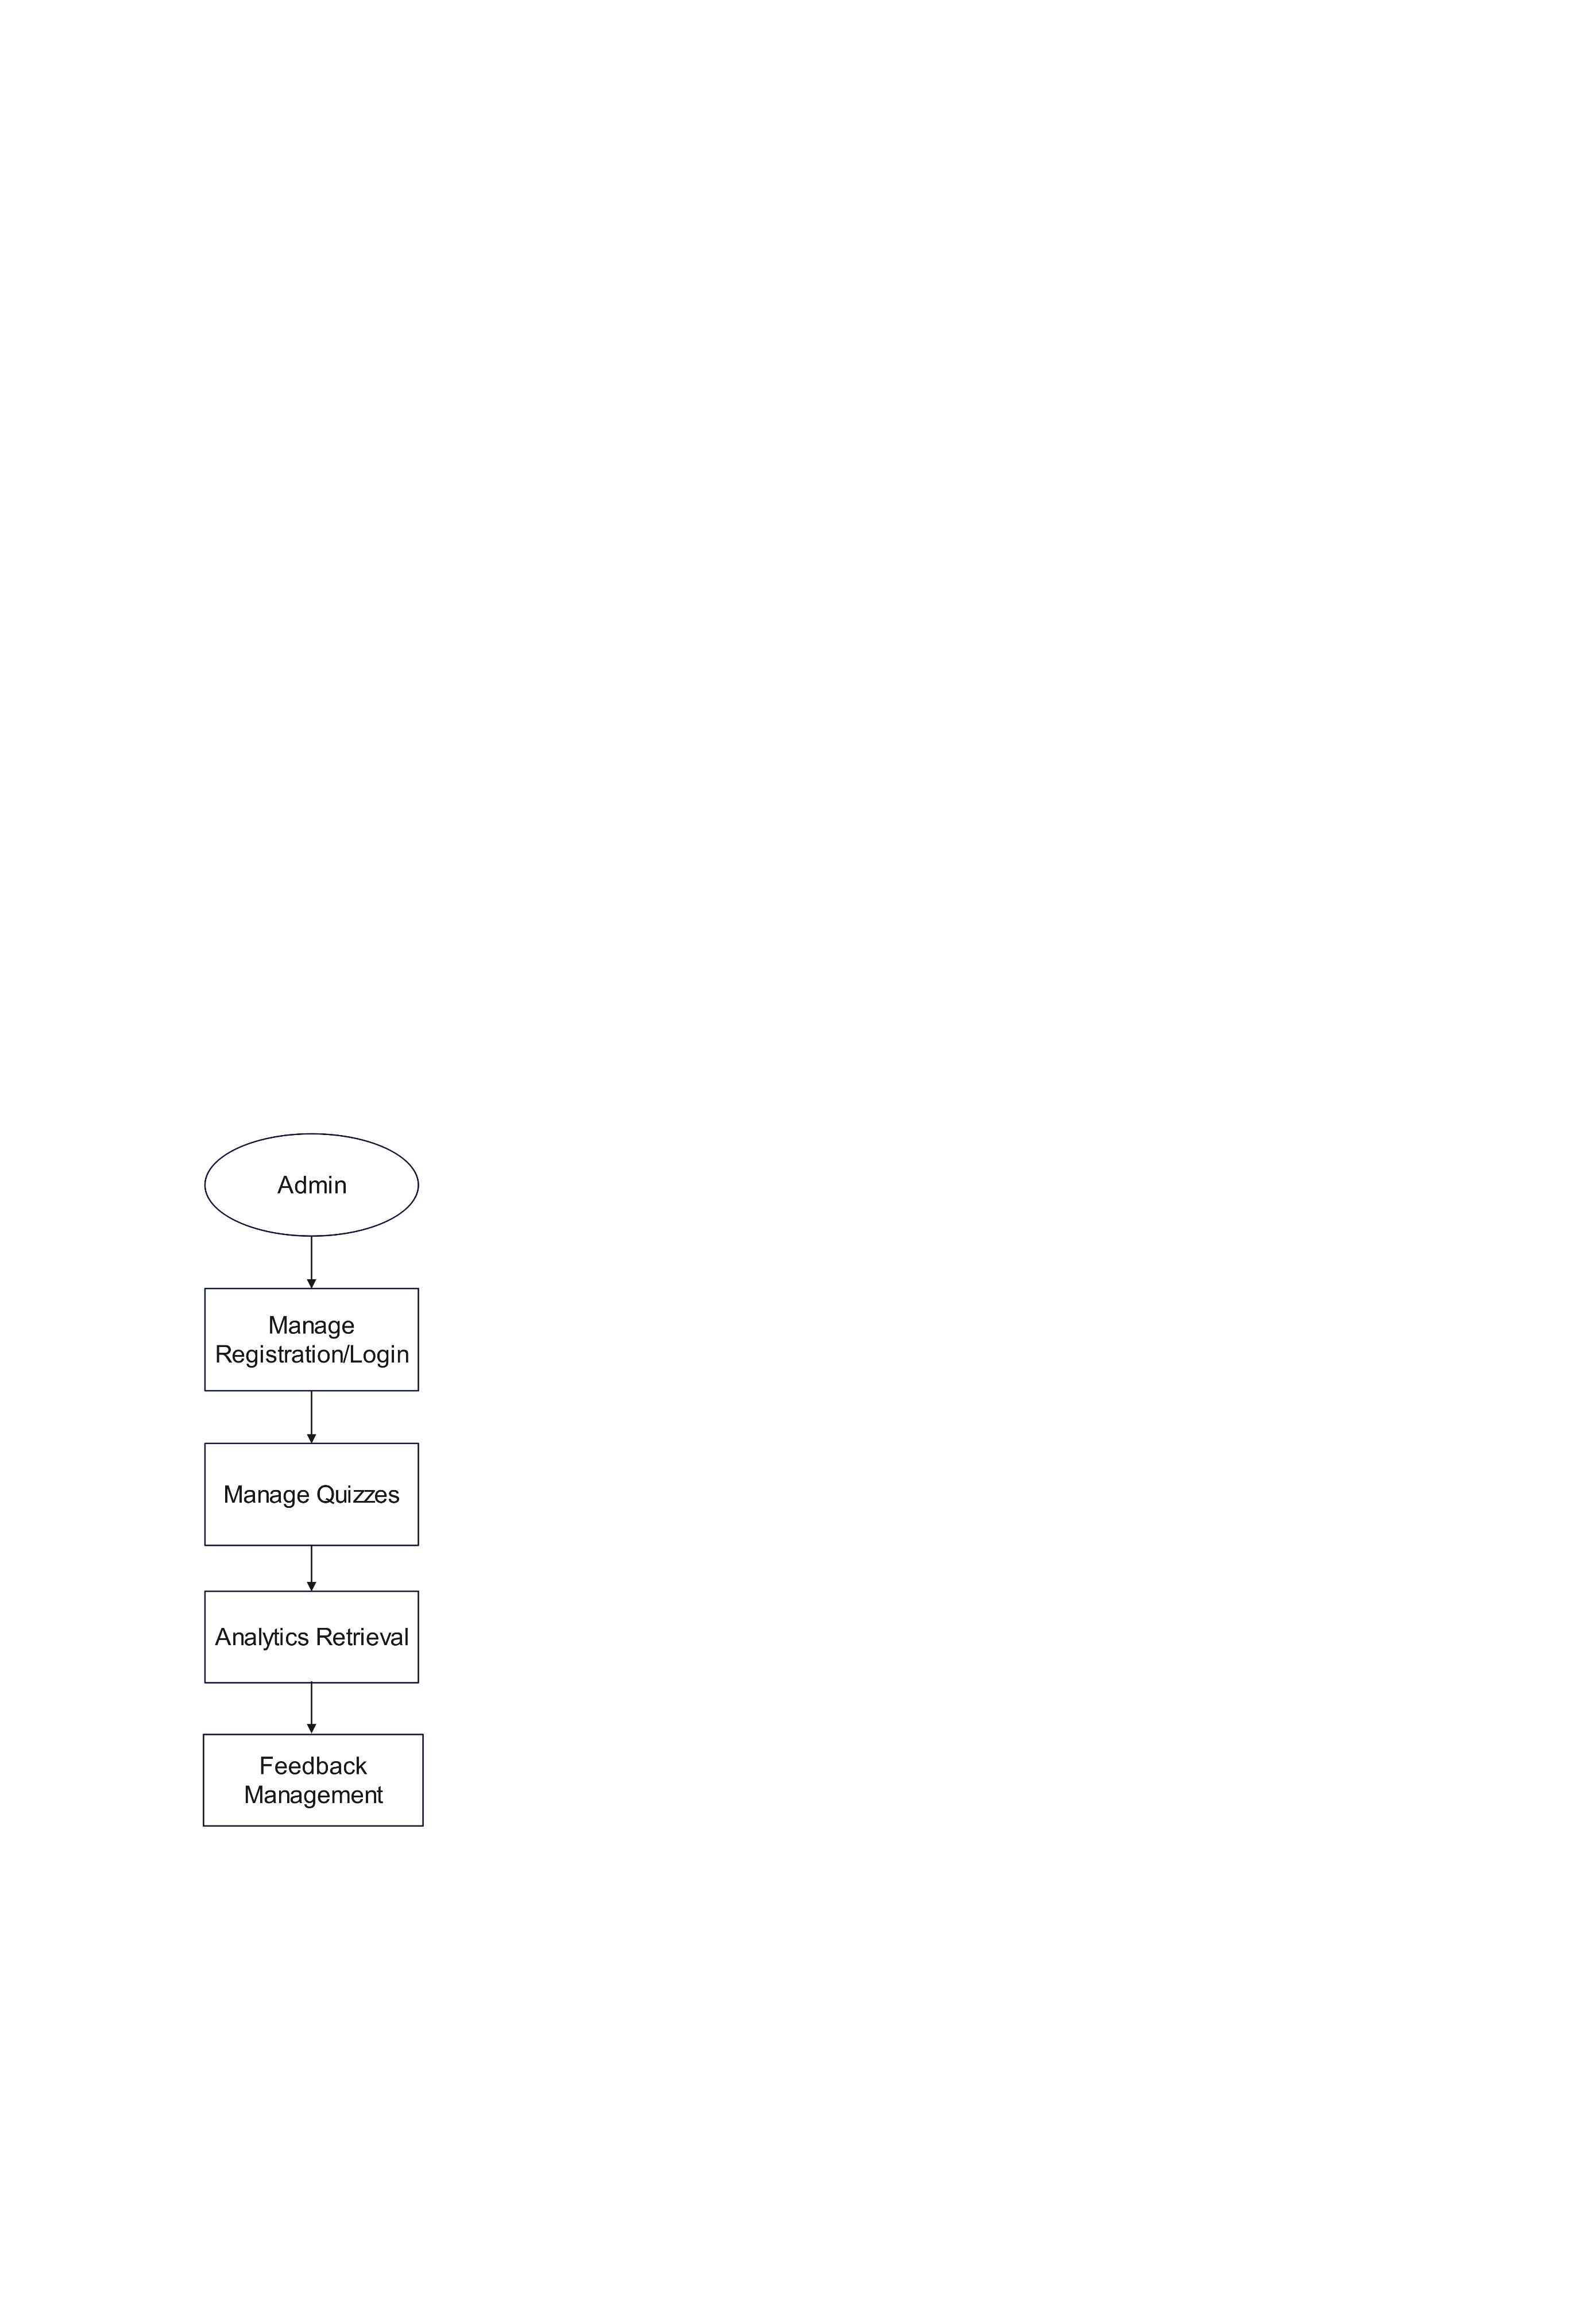 Admin
Manage
Registration/Login
Manage Quizzes
Analytics Retrieval
Feedback
Management